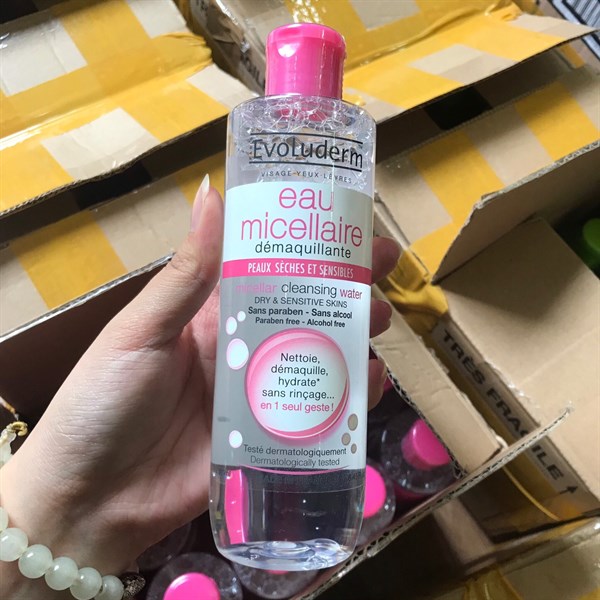 Evoluderm
VISAGE-YEUX-LÈVRES
eau
micellaire
démaquillante
PEAUX SÈCHES ET SENSIBLES
micellar cleansing water
DRY & SENSITIVE SKINS
Sans paraben - Sans alcool
Paraben free - Alcohol free
Nettoie,
démaquille,
hydrate*
sans rinçage...
en 1 seul geste !
Testé dermatologiquement
Dermatologically tested
TRÈS FRAGILE